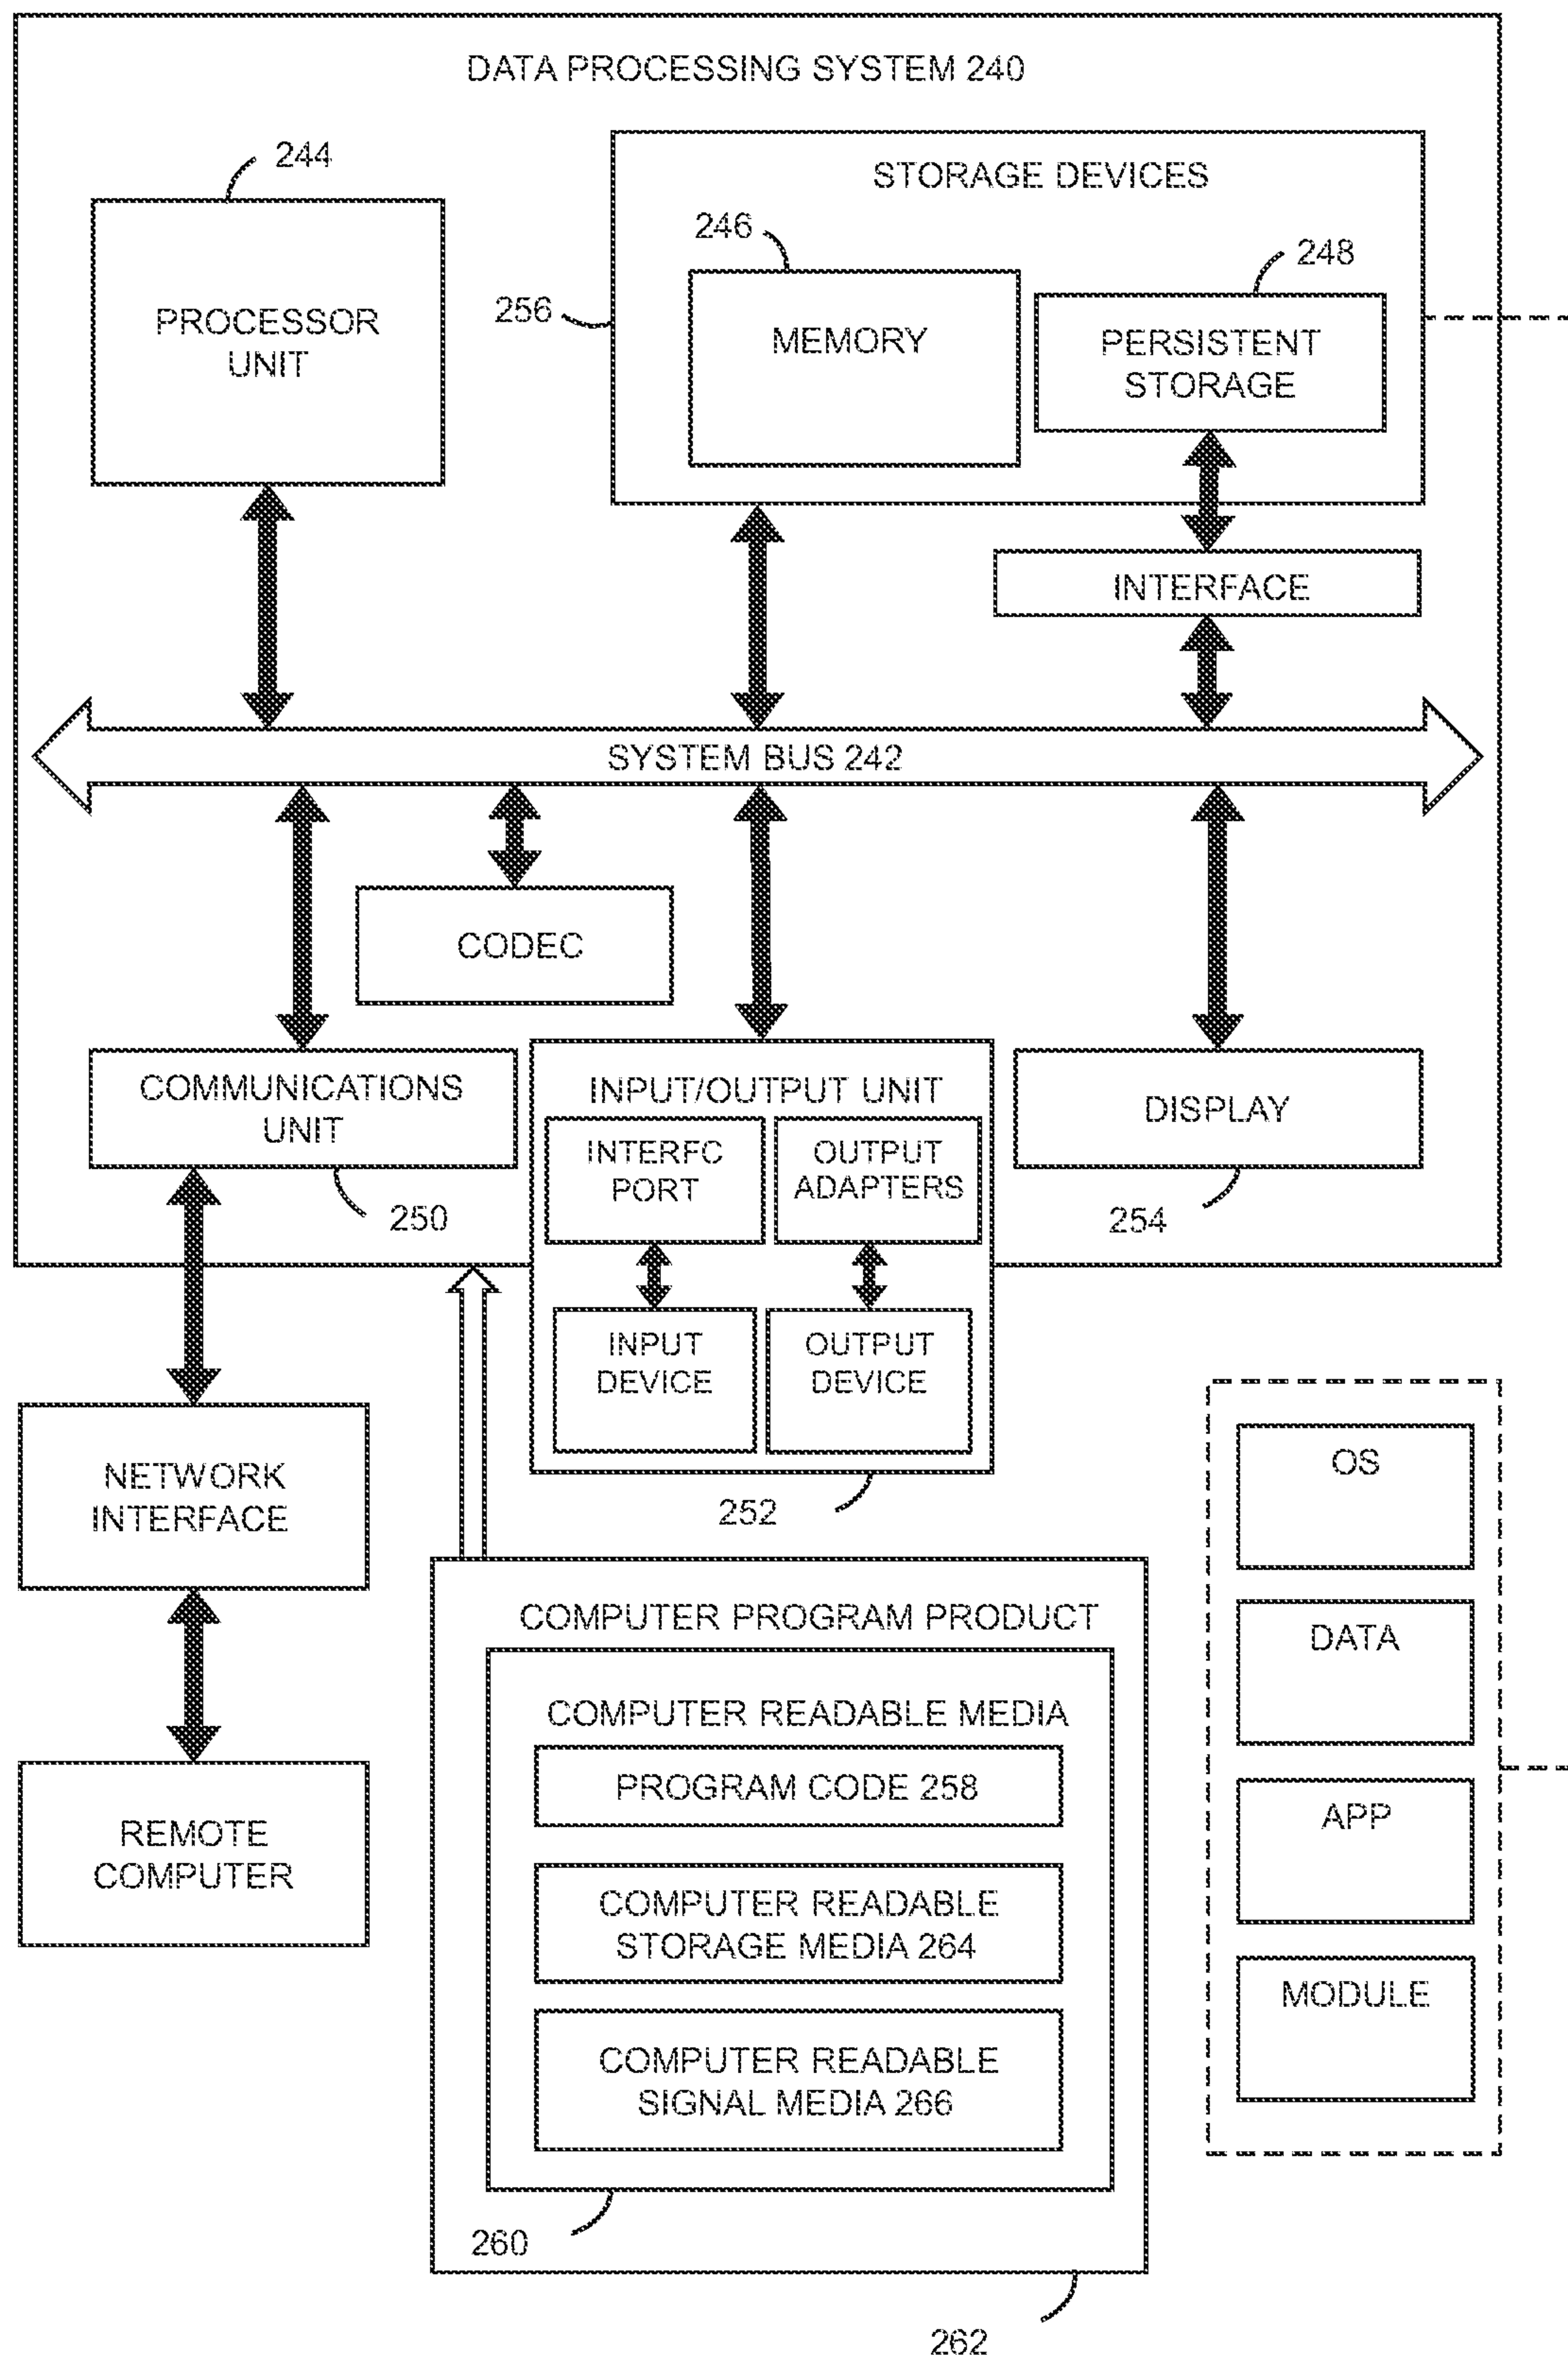 DATA PROCESSING SYSTEM 240
244
STORAGE DEVICES
246
248
256
PROCESSOR
UNIT
MEMORY
PERSISTENT
STORAGE
INTERFACE
SYSTEM BUS 242
CODEC
COMMUNICATIONS
UNIT
250
INPUT/OUTPUT UNIT
INTERFC
PORT
OUTPUT
ADAPTERS
INPUT
DEVICE
OUTPUT
DEVICE
252
DISPLAY
254
NETWORK
INTERFACE
REMOTE
COMPUTER
COMPUTER PROGRAM PRODUCT
COMPUTER READABLE MEDIA
PROGRAM CODE 258
COMPUTER READABLE
STORAGE MEDIA 264
COMPUTER READABLE
SIGNAL MEDIA 266
260
262
OS
DATA
APP
MODULE